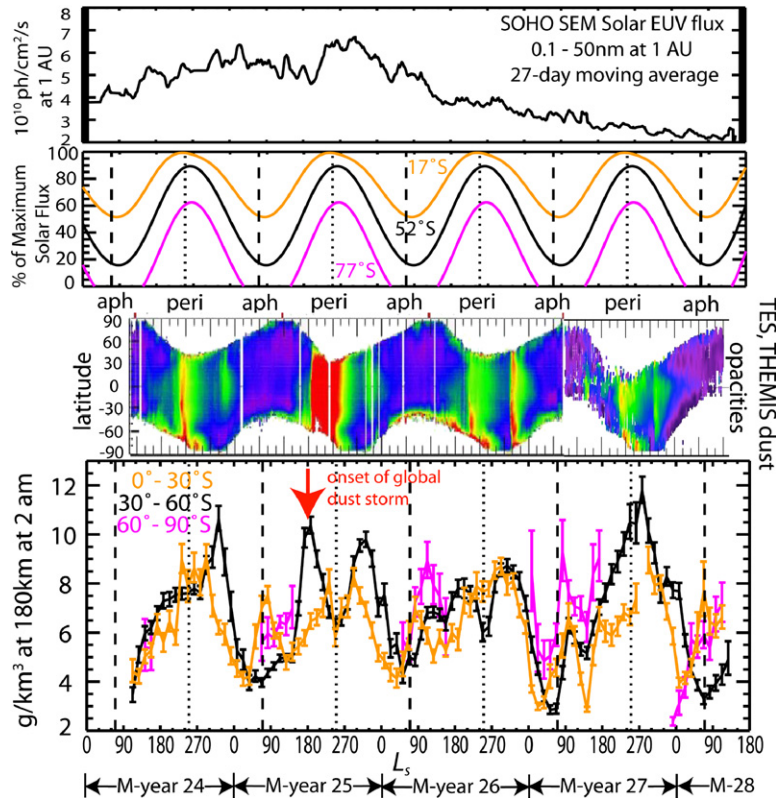 8
7
6
5
4
3
2
10¹⁰ ph/cm²/s
at 1 AU
SOHO SEM Solar EUV flux
0.1 - 50nm at 1 AU
27-day moving average
100
80
60
40
20
0
% of Maximum
Solar Flux
17˚S
52˚S
77˚S
aph peri aph peri aph peri aph peri aph
90
60
30
0
-30
-60
-90
latitude
TES, THEMIS dust
opacities
12
10
8
6
4
2
g/km³ at 180km at 2 am
0˚- 30˚S
30˚- 60˚S
60˚- 90˚S
onset of global
dust storm
0 90 180 270 0 90 180 270 0 90 180 270 0 90 180 270 0 90 180
Ls
M-year 24 M-year 25 M-year 26 M-year 27 M-28